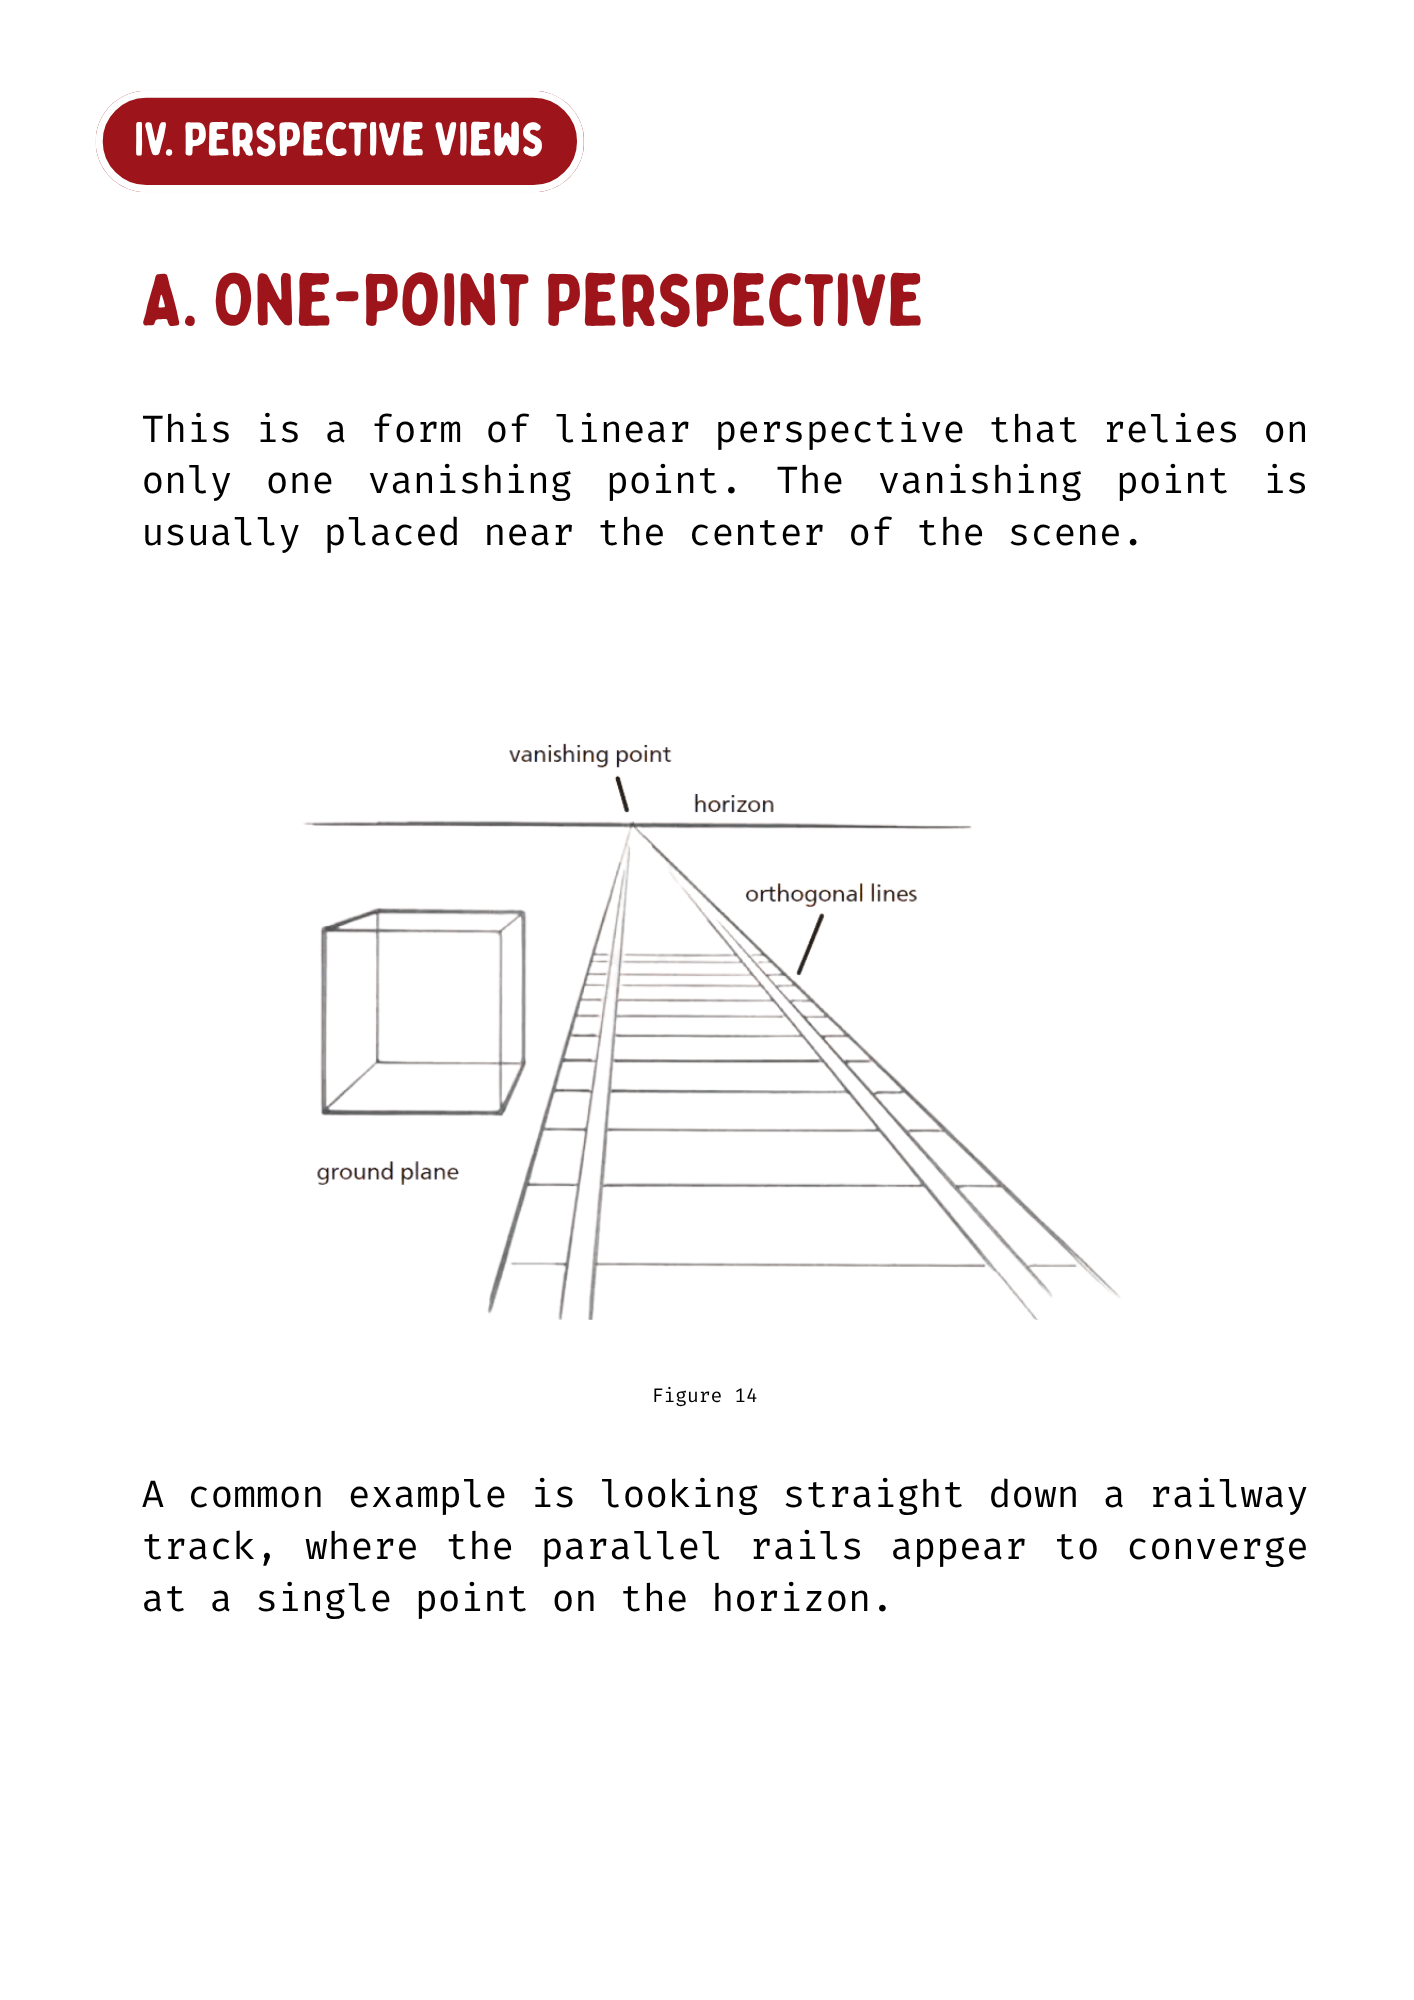 IV. PERSPECTIVE VIEWS
A. ONE-POINT PERSPECTIVE
This is a form of linear perspective that relies on
only one vanishing point. The vanishing point is
usually placed near the center of the scene.
vanishing point
horizon
orthogonal lines
ground plane
Figure 14
A common example is looking straight down a railway
track, where the parallel rails appear to converge
at a single point on the horizon.